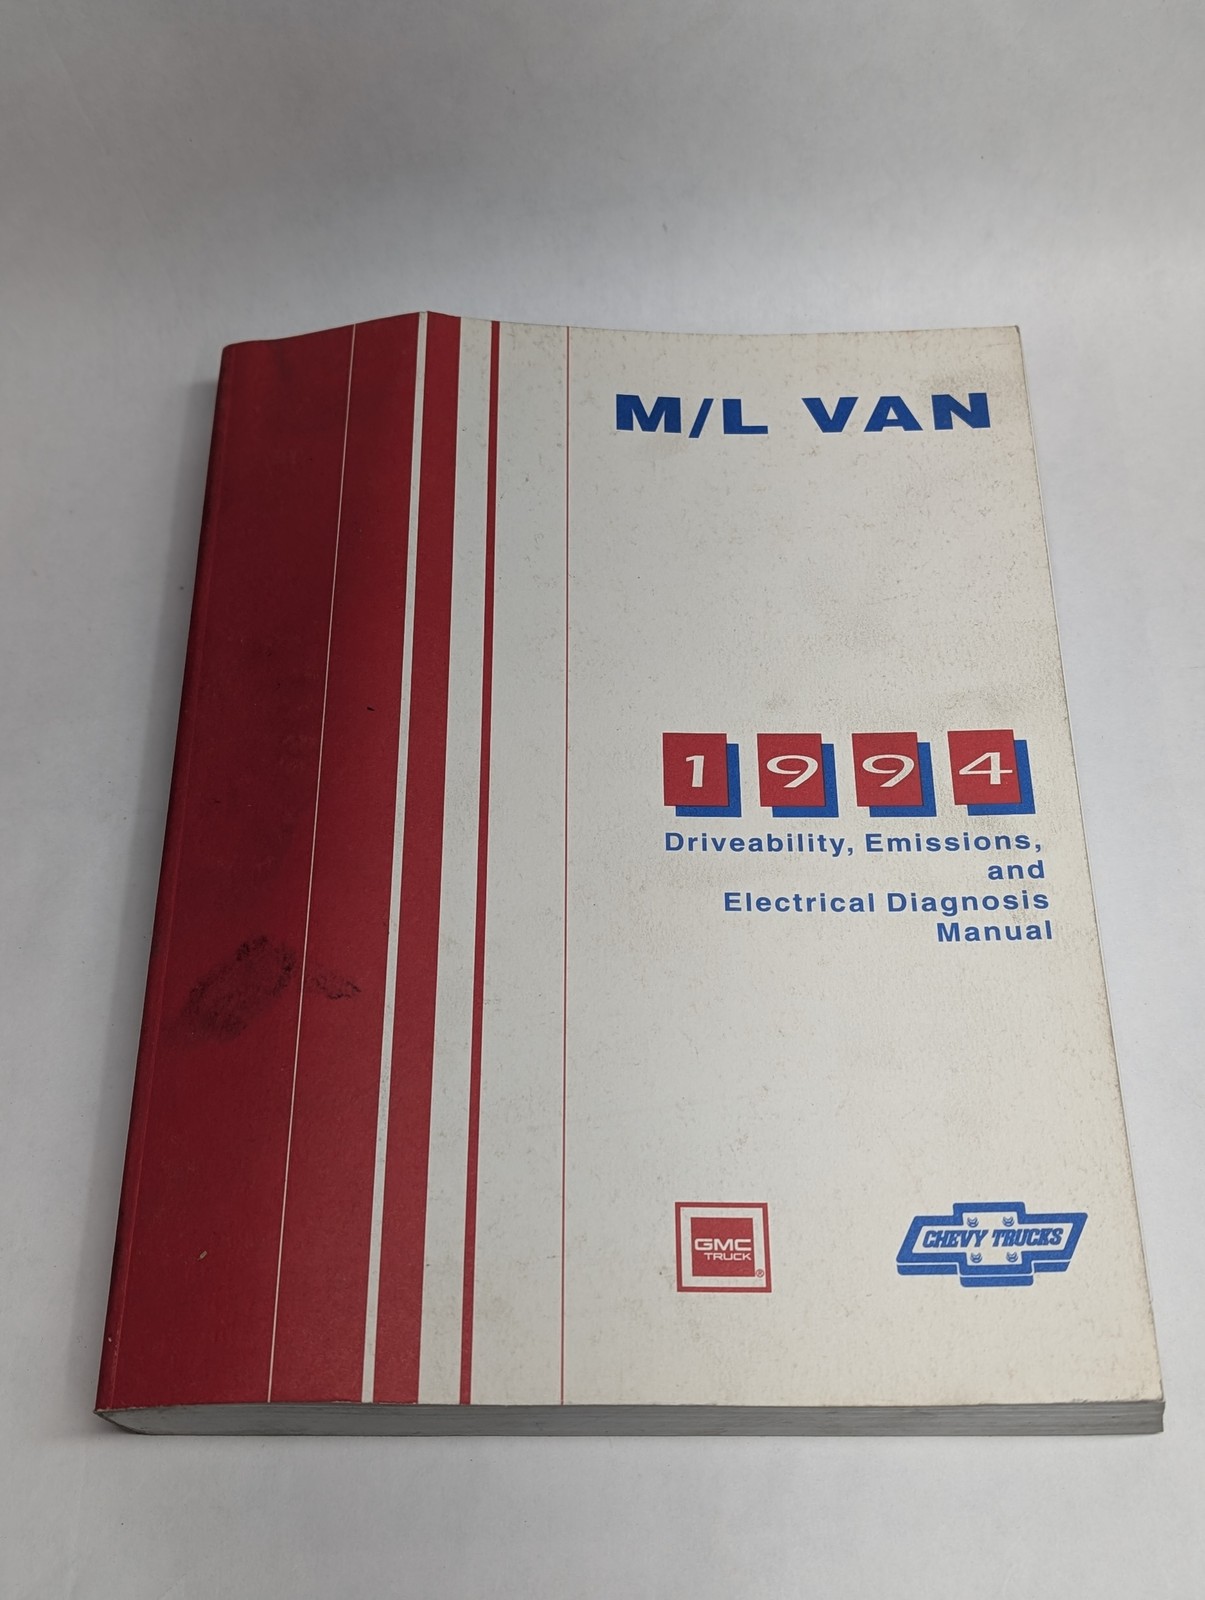 M/L VAN
1994
Driveability, Emissions,
and
Electrical Diagnosis
Manual
GMC
TRUCK
®
CHEVY TRUCKS